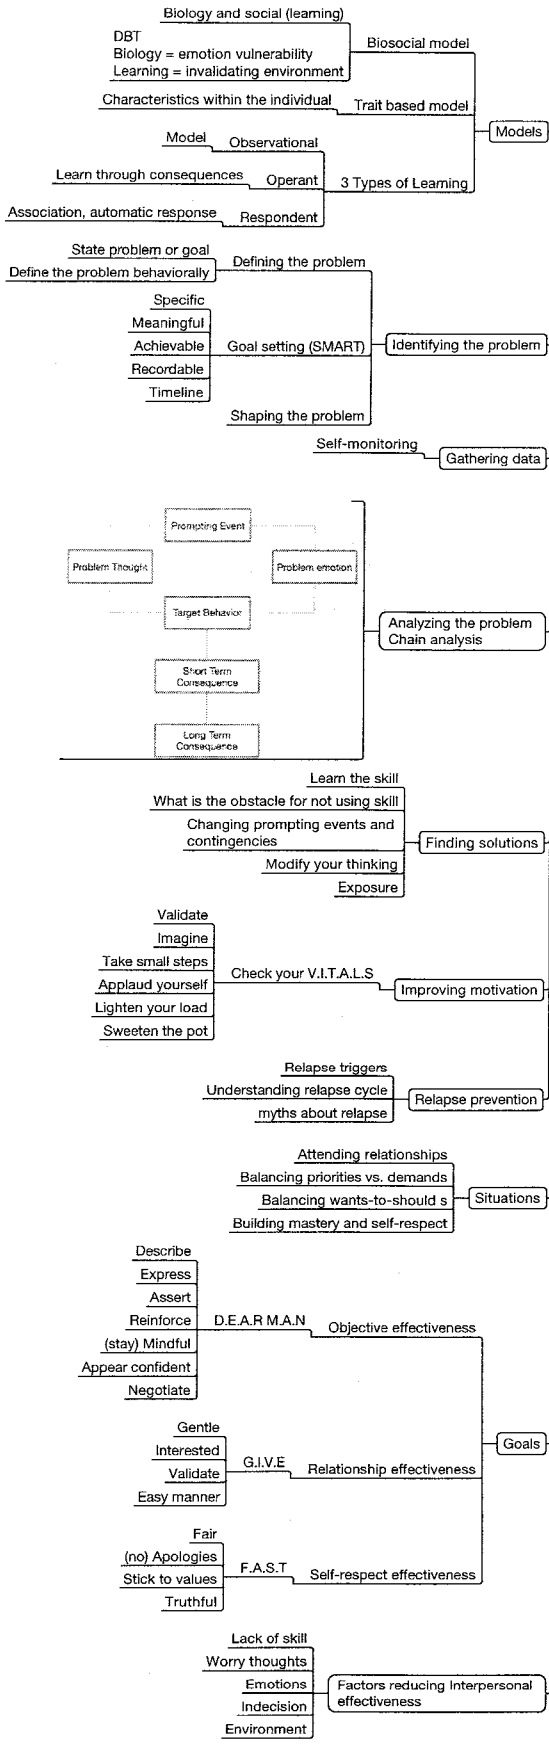 Biology and social (learning)
DBT
Biology = emotion vulnerability
Learning = invalidating environment
Biosocial model
Characteristics within the individual
Trait based model
Models
Model
Observational
Learn through consequences
Operant
3 Types of Learning
Association, automatic response
Respondent
State problem or goal
Define the problem behaviorally
Defining the problem
Specific
Meaningful
Achievable
Recordable
Timeline
Goal setting (SMART)
Identifying the problem
Shaping the problem
Self-monitoring
Gathering data
Prompting Event
Problem Thought
Problem emotion
Target Behavior
Short Term
Consequence
Long Term
Consequence
Analyzing the problem
Chain analysis
Learn the skill
What is the obstacle for not using skill
Changing prompting events and
contingencies
Modify your thinking
Exposure
Finding solutions
Validate
Imagine
Take small steps
Applaud yourself
Lighten your load
Sweeten the pot
Check your V.I.T.A.L.S
Improving motivation
Relapse triggers
Understanding relapse cycle
myths about relapse
Relapse prevention
Attending relationships
Balancing priorities vs. demands
Balancing wants-to-should s
Building mastery and self-respect
Situations
Describe
Express
Assert
Reinforce
(stay) Mindful
Appear confident
Negotiate
D.E.A.R M.A.N
Objective effectiveness
Gentle
Interested
Validate
Easy manner
G.I.V.E
Relationship effectiveness
Goals
Fair
(no) Apologies
Stick to values
Truthful
F.A.S.T
Self-respect effectiveness
Lack of skill
Worry thoughts
Emotions
Indecision
Environment
Factors reducing Interpersonal
effectiveness